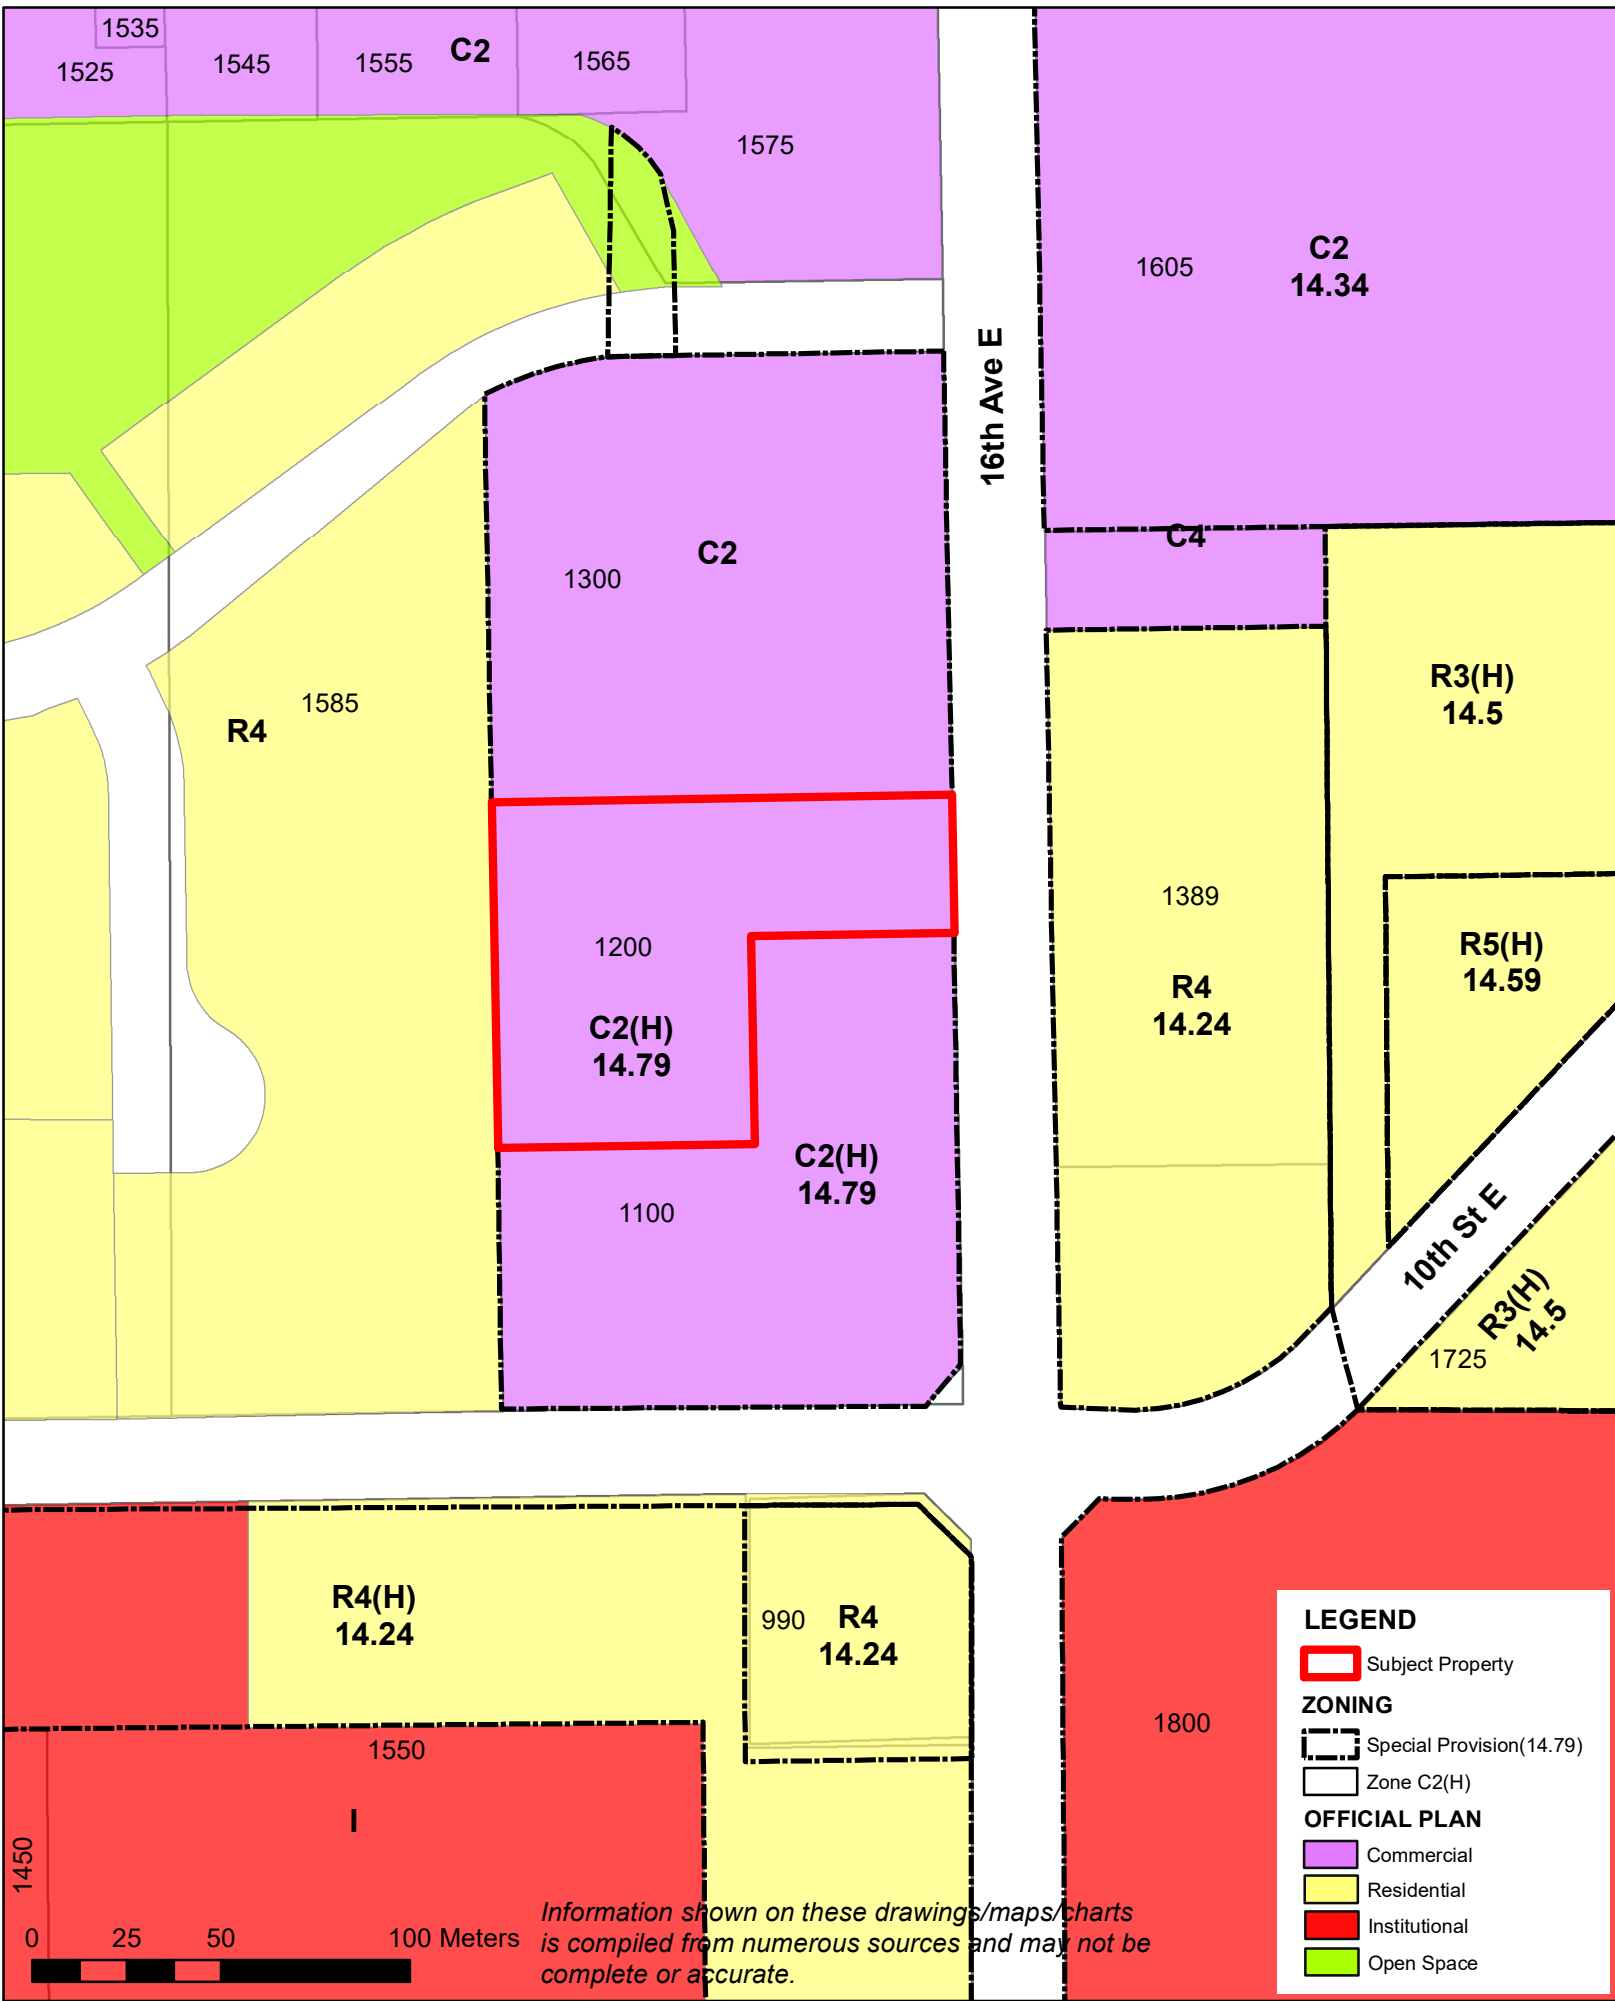 1535
C2
1525
1545
1555
1565
1575
C2
14.34
1605
16th Ave E
C4
C2
1300
R3(H)
14.5
1585
R4
1389
1200
R5(H)
14.59
R4
14.24
C2(H)
14.79
C2(H)
14.79
1100
10th St E
R3(H)
14.5
1725
R4(H)
14.24
990
R4
14.24
1550
1800
I
1450
LEGEND
Subject Property
ZONING
Special Provision(14.79)
Zone C2(H)
OFFICIAL PLAN
Commercial
Residential
Institutional
Open Space
0 25 50 100 Meters
Information shown on these drawings/maps/charts
is compiled from numerous sources and may not be
complete or accurate.